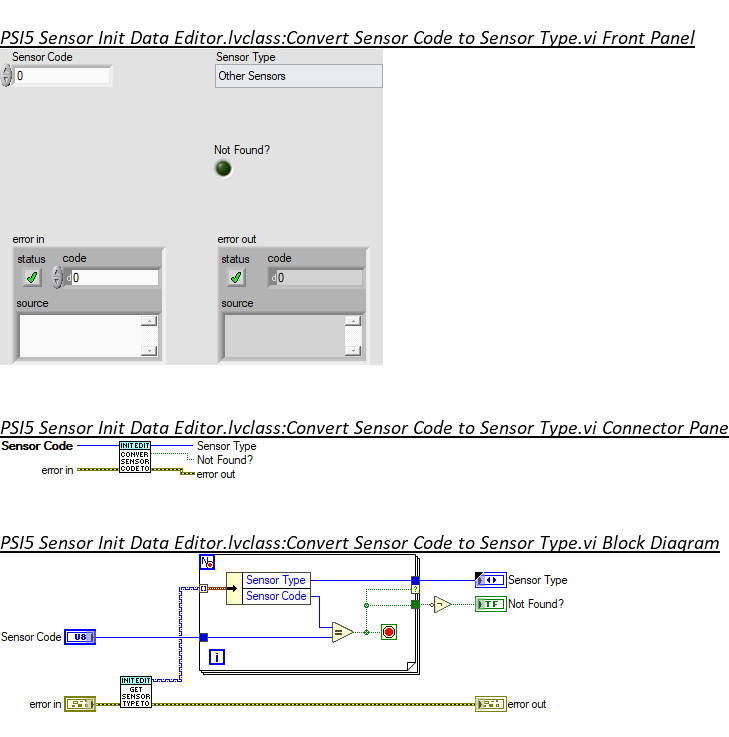 PSI5 Sensor Init Data Editor.lvclass:Convert Sensor Code to Sensor Type.vi Front Panel
Sensor Code Sensor Type
0 Other Sensors
Not Found?
error in error out
status code status code
d 0 d 0
source source
PSI5 Sensor Init Data Editor.lvclass:Convert Sensor Code to Sensor Type.vi Connector Pane
Sensor Code INIT EDIT Sensor Type
CONVER Not Found?
SENSOR
error in CODE TO error out
PSI5 Sensor Init Data Editor.lvclass:Convert Sensor Code to Sensor Type.vi Block Diagram
N
Sensor Type ? Sensor Type
Sensor Code
TF Not Found?
Sensor Code U8 =
i
INIT EDIT
GET
SENSOR
error in TYPE TO error out